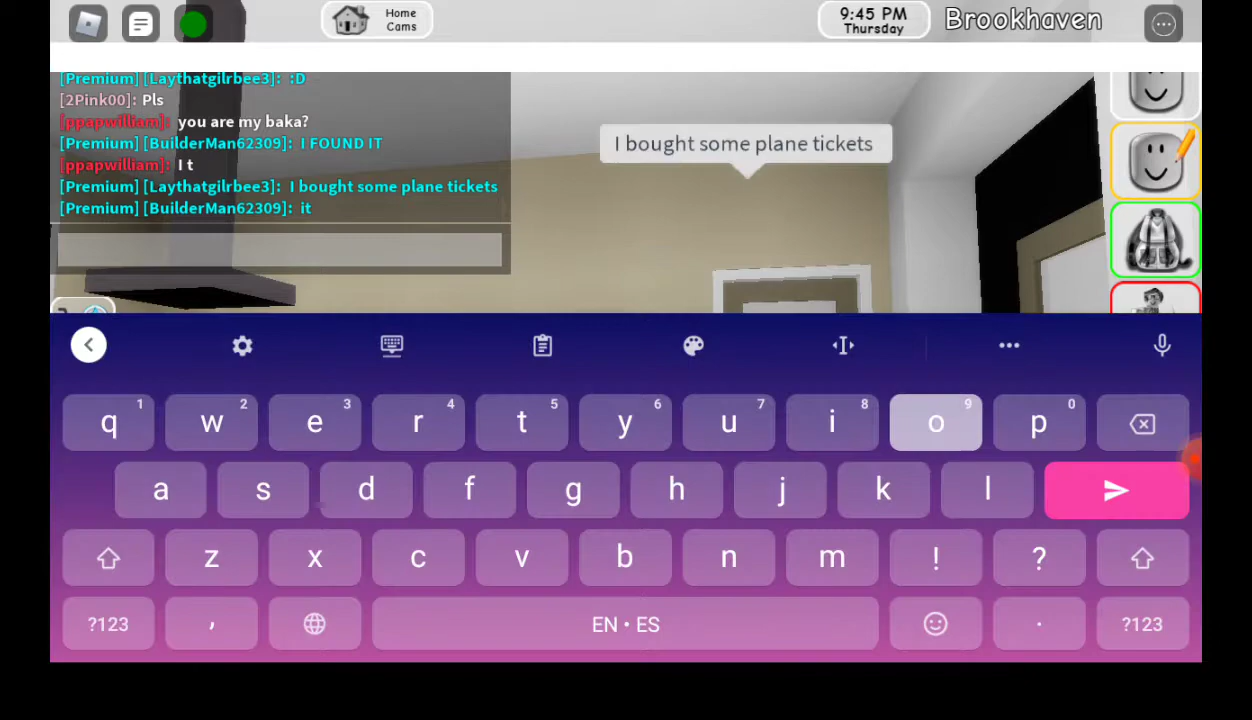 Home
Cams
9:45 PM
Thursday
Brookhaven
[Premium] [Laythatgilrbee3]: :D
[2Pink00]: Pls
[ppapwilliam]: you are my baka?
[Premium] [BuilderMan62309]: I FOUND IT
[ppapwilliam]: I t
[Premium] [Laythatgilrbee3]: I bought some plane tickets
[Premium] [BuilderMan62309]: it
I bought some plane tickets
q 1 w 2 e 3 r 4 t 5 y 6 u 7 i 8 o 9 p 0
a s d f g h j k l
z x c v b n m ! ?
?123 , EN • ES . ?123